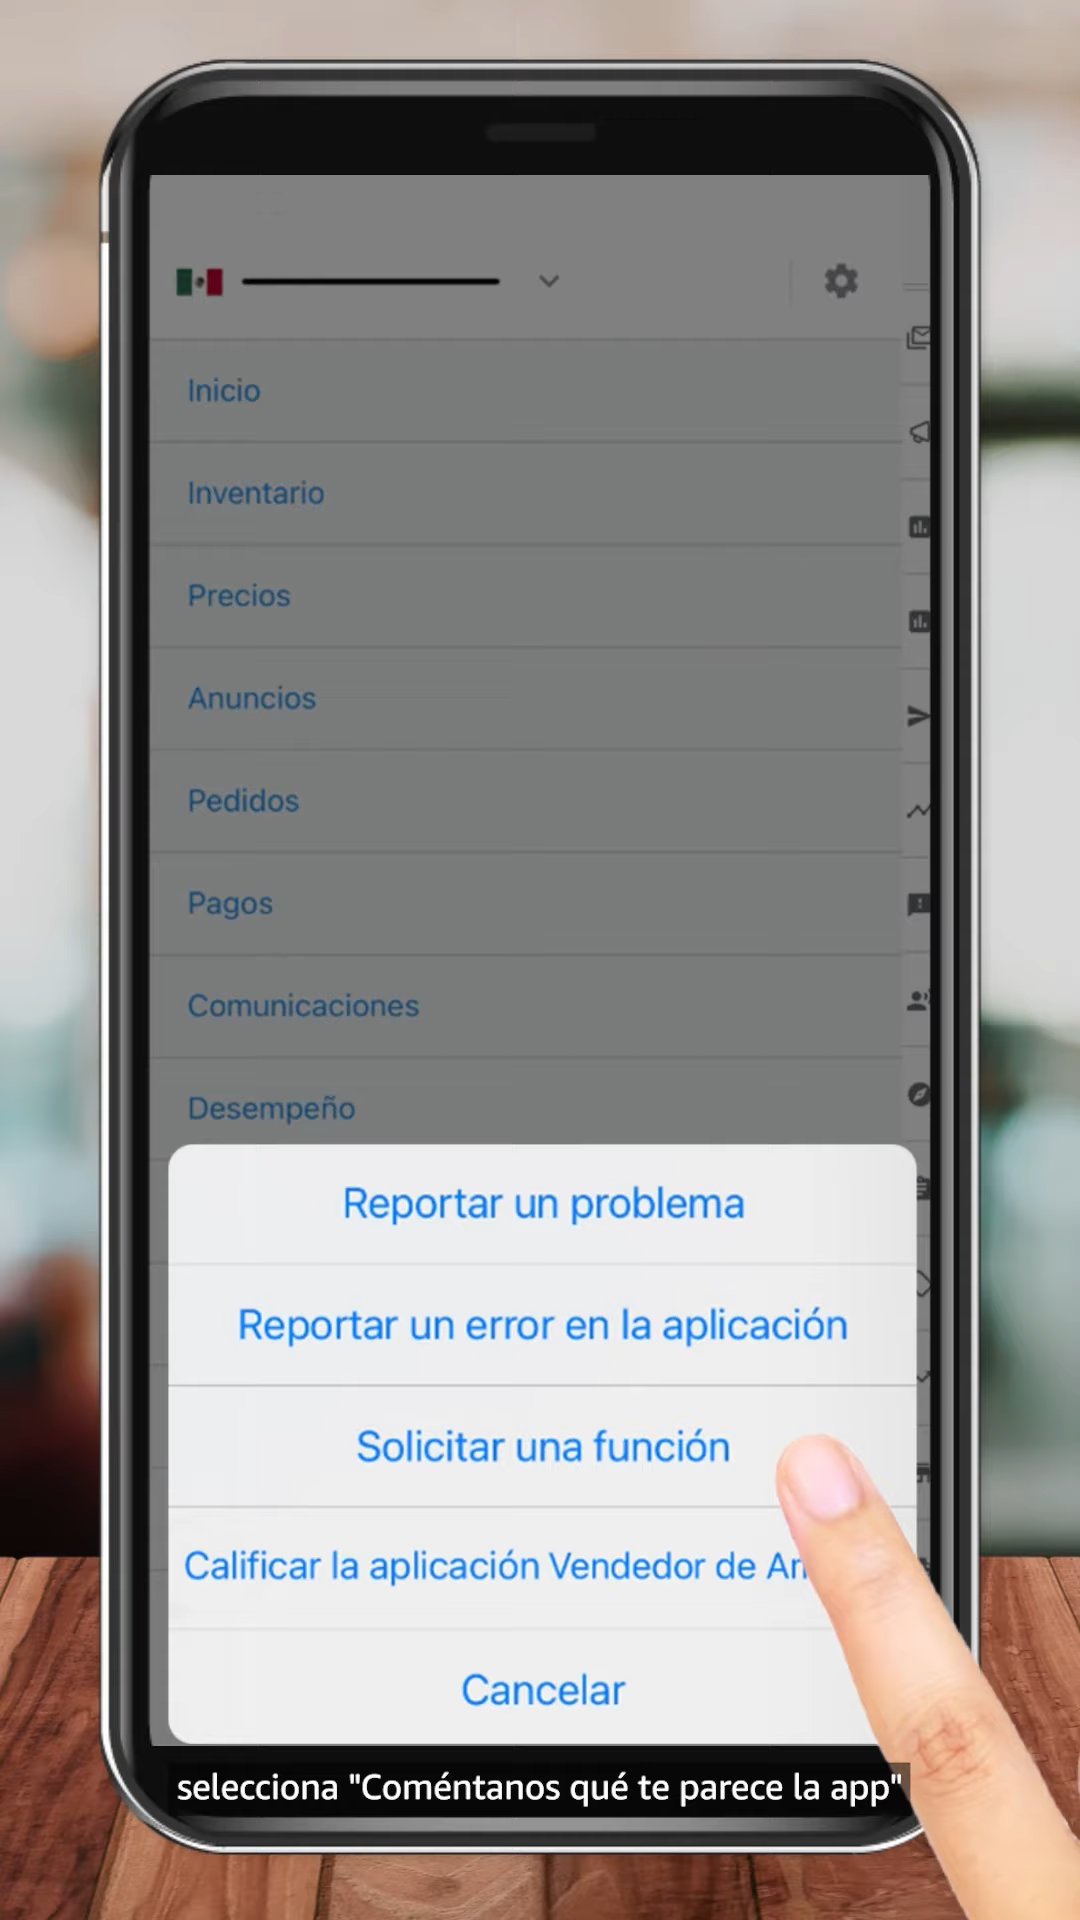 Inicio
Inventario
Precios
Anuncios
Pedidos
Pagos
Comunicaciones
Desempeño
Reportar un problema
Reportar un error en la aplicación
Solicitar una función
Calificar la aplicación Vendedor de
Cancelar
selecciona "Coméntanos qué te parece la app"